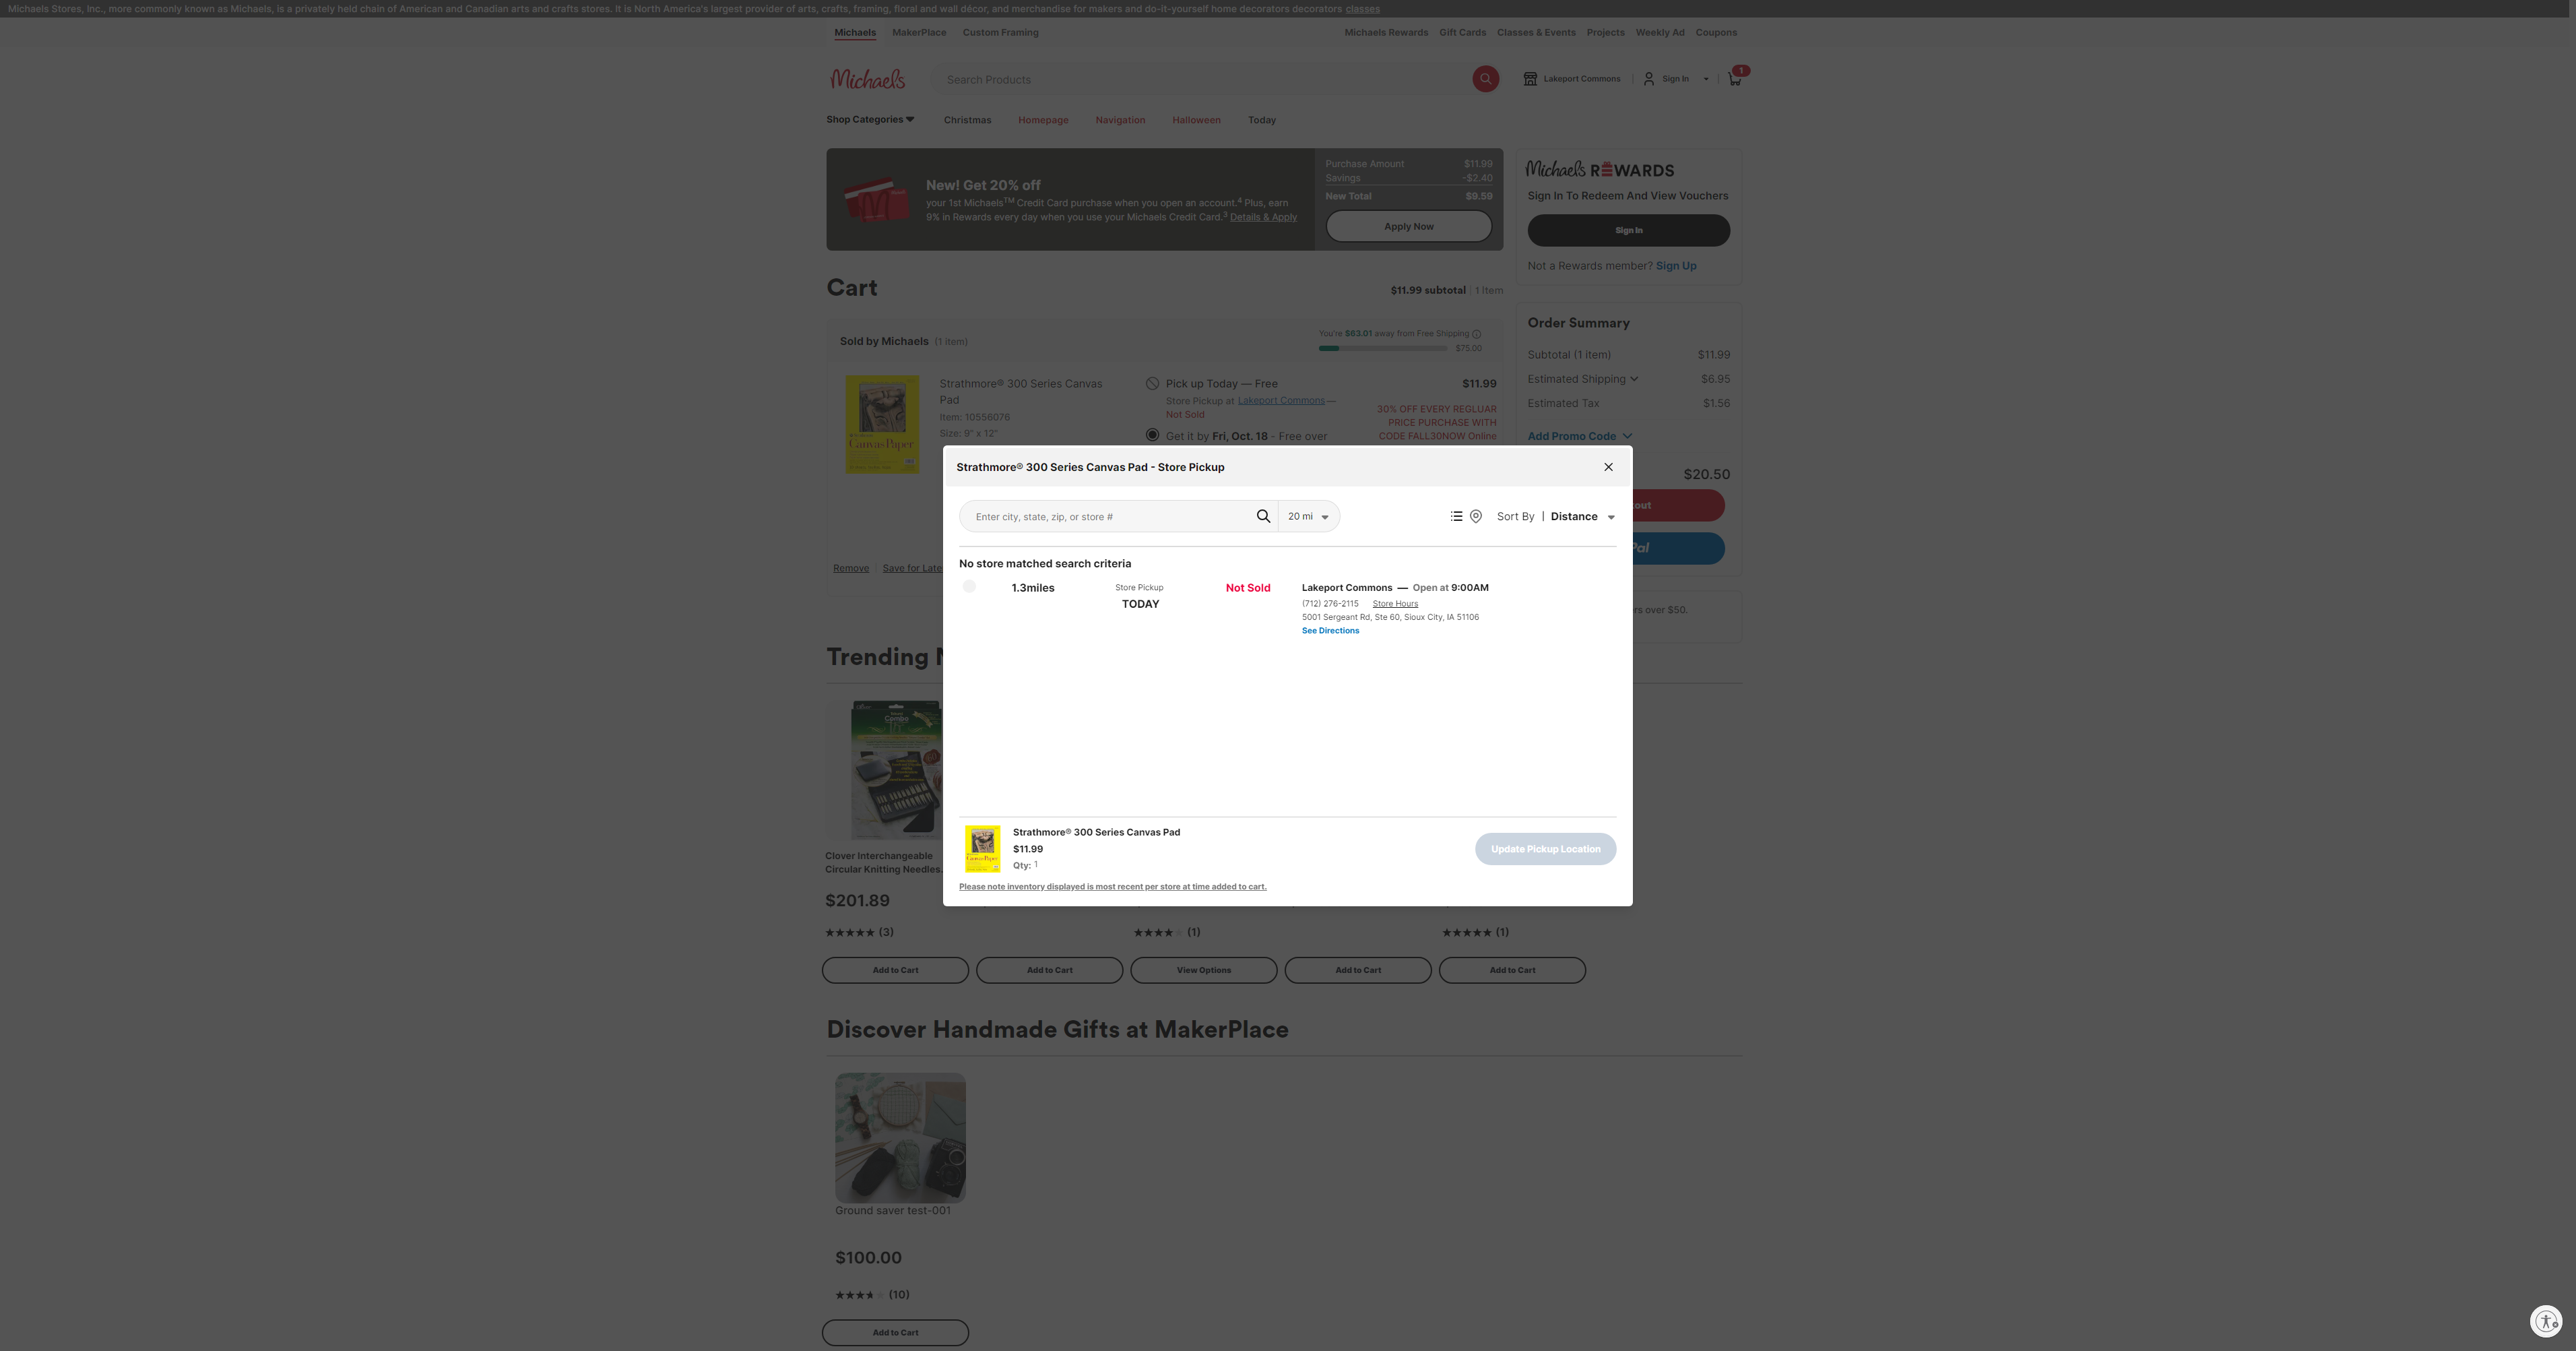 Michaels Stores, Inc., more commonly known as Michaels, is a privately held chain of American and Canadian arts and crafts stores. It is North America's largest provider of arts, crafts, framing, floral and wall décor, and merchandise for makers and do-it-yourself home decorators decorators classes
Michaels MakerPlace Custom Framing Michaels Rewards Gift Cards Classes & Events Projects Weekly Ad Coupons
Michaels Search Products Lakeport Commons | Sign In | 1
Shop Categories Christmas Homepage Navigation Halloween Today
New! Get 20% off
your 1st Michaels™ Credit Card purchase when you open an account.4 Plus, earn
9% in Rewards every day when you use your Michaels Credit Card.3 Details & Apply
Purchase Amount $11.99
Savings -$2.40
New Total $9.59
Apply Now
Michaels REWARDS
Sign In To Redeem And View Vouchers
Sign In
Not a Rewards member? Sign Up
Cart $11.99 subtotal | 1 Item
Sold by Michaels (1 item)
You're $63.01 away from Free Shipping
$75.00
Strathmore® 300 Series Canvas
Pad
Item: 10556076
Size: 9" x 12"
Canvas Paper
Pick up Today — Free
Store Pickup at Lakeport Commons —
Not Sold
Get it by Fri, Oct. 18 - Free over
$11.99
30% OFF EVERY REGLUAR
PRICE PURCHASE WITH
CODE FALL30NOW Online
Remove | Save for Late
Order Summary
Subtotal (1 item) $11.99
Estimated Shipping $6.95
Estimated Tax $1.56
Add Promo Code
$20.50
out
Pal
rs over $50.
Strathmore® 300 Series Canvas Pad - Store Pickup
Enter city, state, zip, or store # 20 mi Sort By | Distance
No store matched search criteria
1.3miles Store Pickup Not Sold Lakeport Commons — Open at 9:00AM
TODAY (712) 276-2115 Store Hours
5001 Sergeant Rd, Ste 60, Sioux City, IA 51106
See Directions
Canvas Paper
Strathmore® 300 Series Canvas Pad
$11.99
Qty: 1
Update Pickup Location
Please note inventory displayed is most recent per store at time added to cart.
Trending
Clover
Combo
Clover Interchangeable
Circular Knitting Needles.
$201.89
(3) (1) (1)
Add to Cart Add to Cart View Options Add to Cart Add to Cart
Discover Handmade Gifts at MakerPlace
Ground saver test-001
$100.00
(10)
Add to Cart